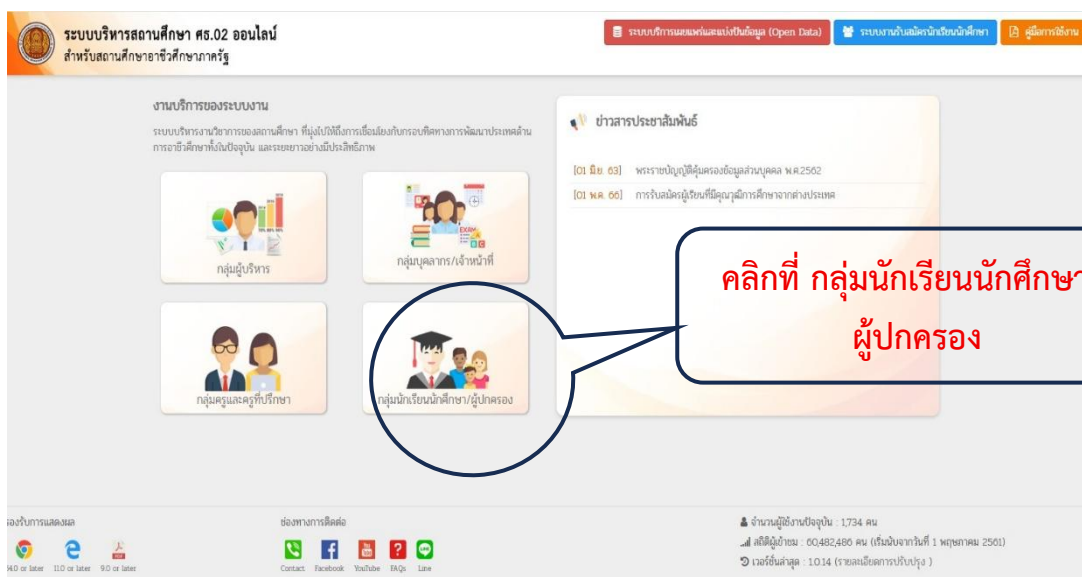 ระบบบริหารสถานศึกษา ศธ.02 ออนไลน์
สำหรับสถานศึกษาอาชีวศึกษาภาครัฐ
ระบบบริการเผยแพร่และแบ่งปันข้อมูล (Open Data)
ระบบงานรับสมัครนักเรียนนักศึกษา
คู่มือการใช้งาน
งานบริการของระบบงาน
ระบบบริหารงานวิชาการของสถานศึกษา ที่มุ่งไปให้ถึงการเชื่อมโยงกับกรอบทิศทางการพัฒนาประเทศด้าน
การอาชีวศึกษาทั้งในปัจจุบัน และระยะยาวอย่างมีประสิทธิภาพ
กลุ่มผู้บริหาร
EXAM
กลุ่มบุคลากร/เจ้าหน้าที่
กลุ่มครูและครูที่ปรึกษา
กลุ่มนักเรียนนักศึกษา/ผู้ปกครอง
ข่าวสารประชาสัมพันธ์
[01 มิ.ย. 63] พระราชบัญญัติคุ้มครองข้อมูลส่วนบุคคล พ.ศ.2562
[01 พ.ค. 66] การรับสมัครผู้เรียนที่มีคุณวุฒิการศึกษาจากต่างประเทศ
คลิกที่ กลุ่มนักเรียนนักศึกษา
ผู้ปกครอง
องรับการแสดงผล
4.0 or later
11.0 or later
9.0 or later
ช่องทางการติดต่อ
Contact
Facebook
YouTube
FAQs
Line
จำนวนผู้ใช้งานปัจจุบัน : 1,734 คน
สถิติผู้เข้าชม : 60,482,486 คน (เริ่มนับจากวันที่ 1 พฤษภาคม 2561)
เวอร์ชั่นล่าสุด : 1.0.14 (รายละเอียดการปรับปรุง )